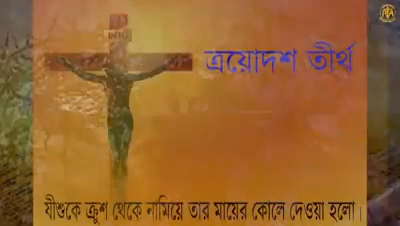 ত্রয়োদশ তীর্থ
যীশুকে ক্রুশ থেকে নামিয়ে তার মায়ের কোলে দেওয়া হলো।